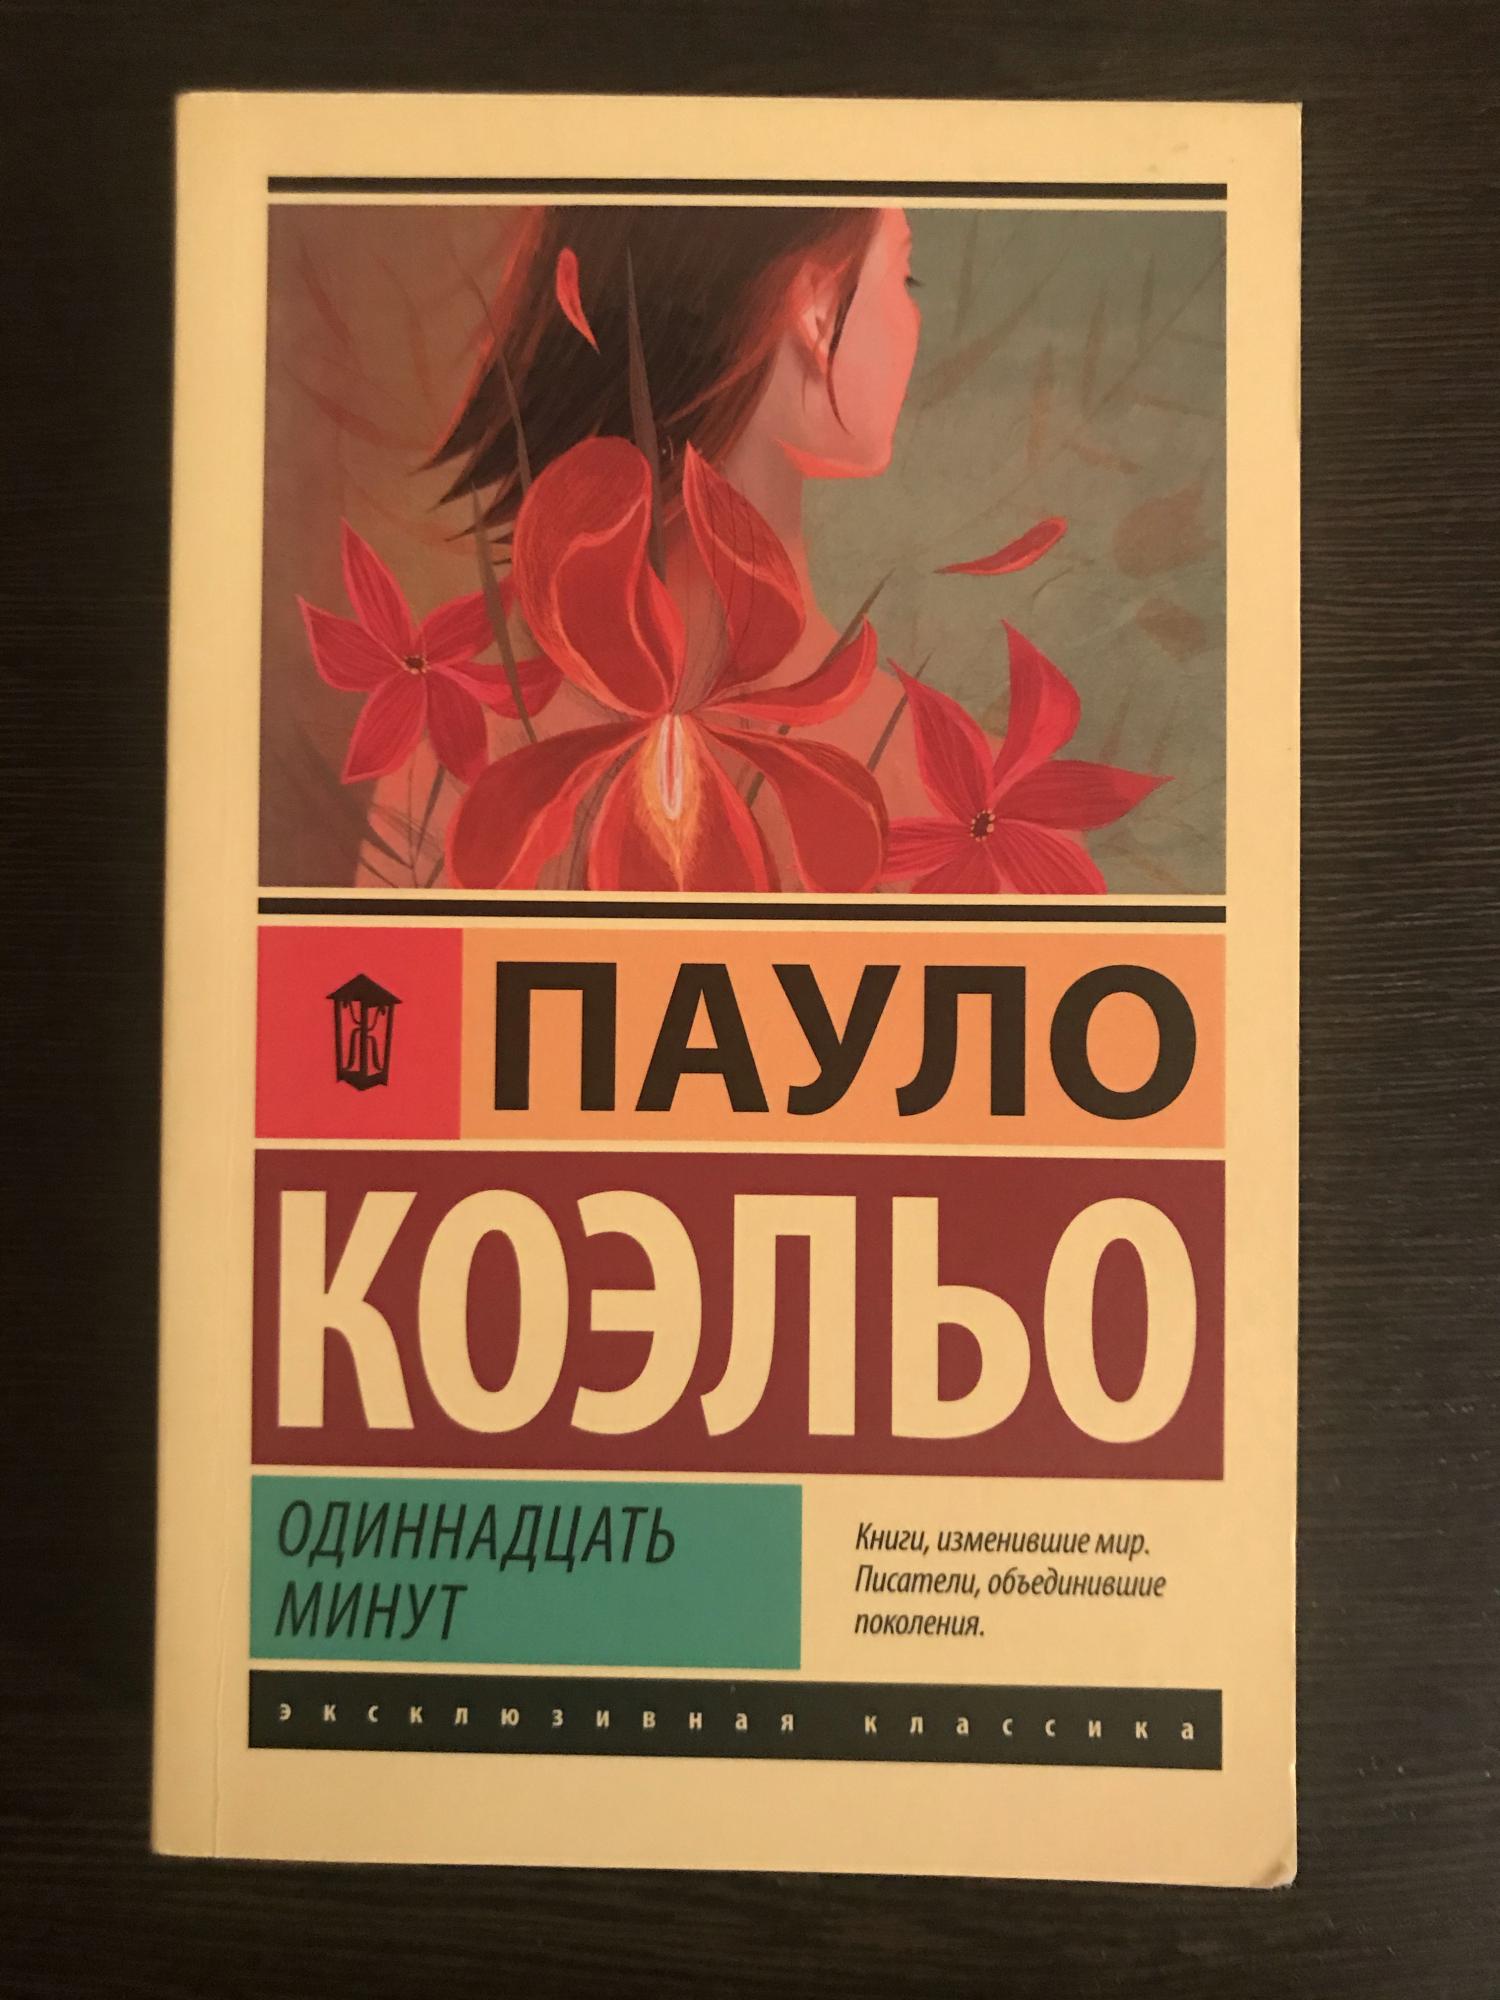 ПАУЛО
КОЭЛЬО
ОДИННАДЦАТЬ
МИНУТ
Книги, изменившие мир.
Писатели, объединившие
поколения.
эксклюзивная классика